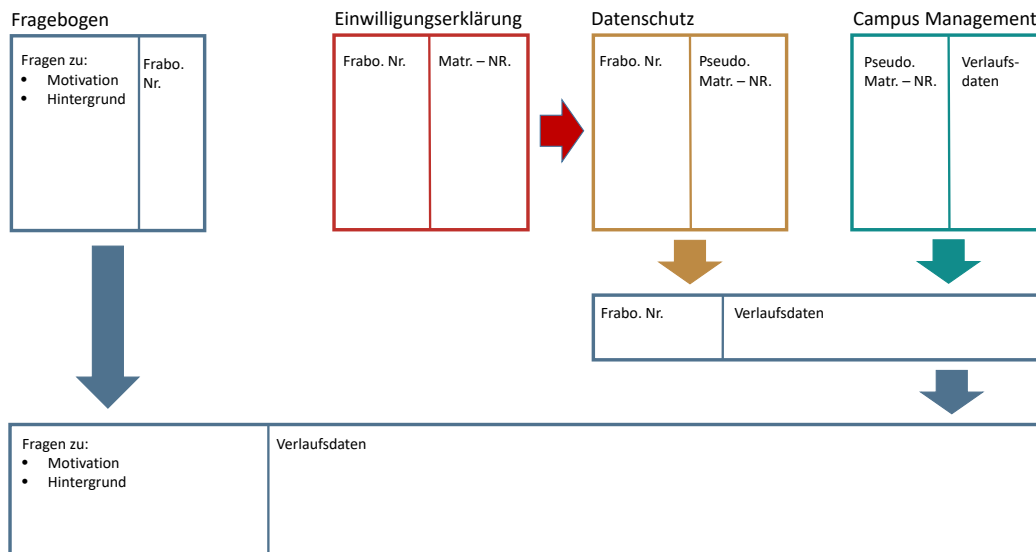 Fragebogen
Fragen zu:
• Motivation
• Hintergrund
Frabo.
Nr.
Einwilligungserklärung
Frabo. Nr.
Matr. – NR.
Datenschutz
Frabo. Nr.
Pseudo.
Matr. – NR.
Campus Management
Pseudo.
Matr. – NR.
Verlaufs-
daten
Frabo. Nr.
Verlaufsdaten
Fragen zu:
• Motivation
• Hintergrund
Verlaufsdaten